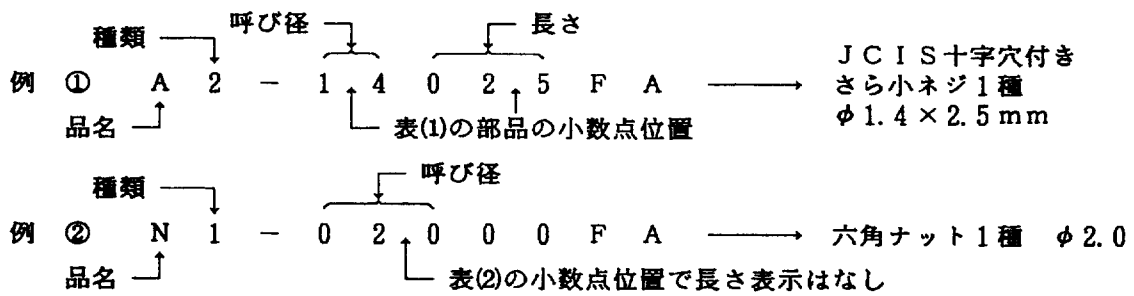 種類 呼び径 長さ
例 ① A 2 － 1 4 0 2 5 F A ＪＣＩＳ十字穴付き
さら小ネジ１種
φ1.4×2.5mm
品名 表(1)の部品の小数点位置
種類 呼び径
例 ② N 1 － 0 2 0 0 0 F A 六角ナット１種 φ2.0
品名 表(2)の小数点位置で長さ表示はなし